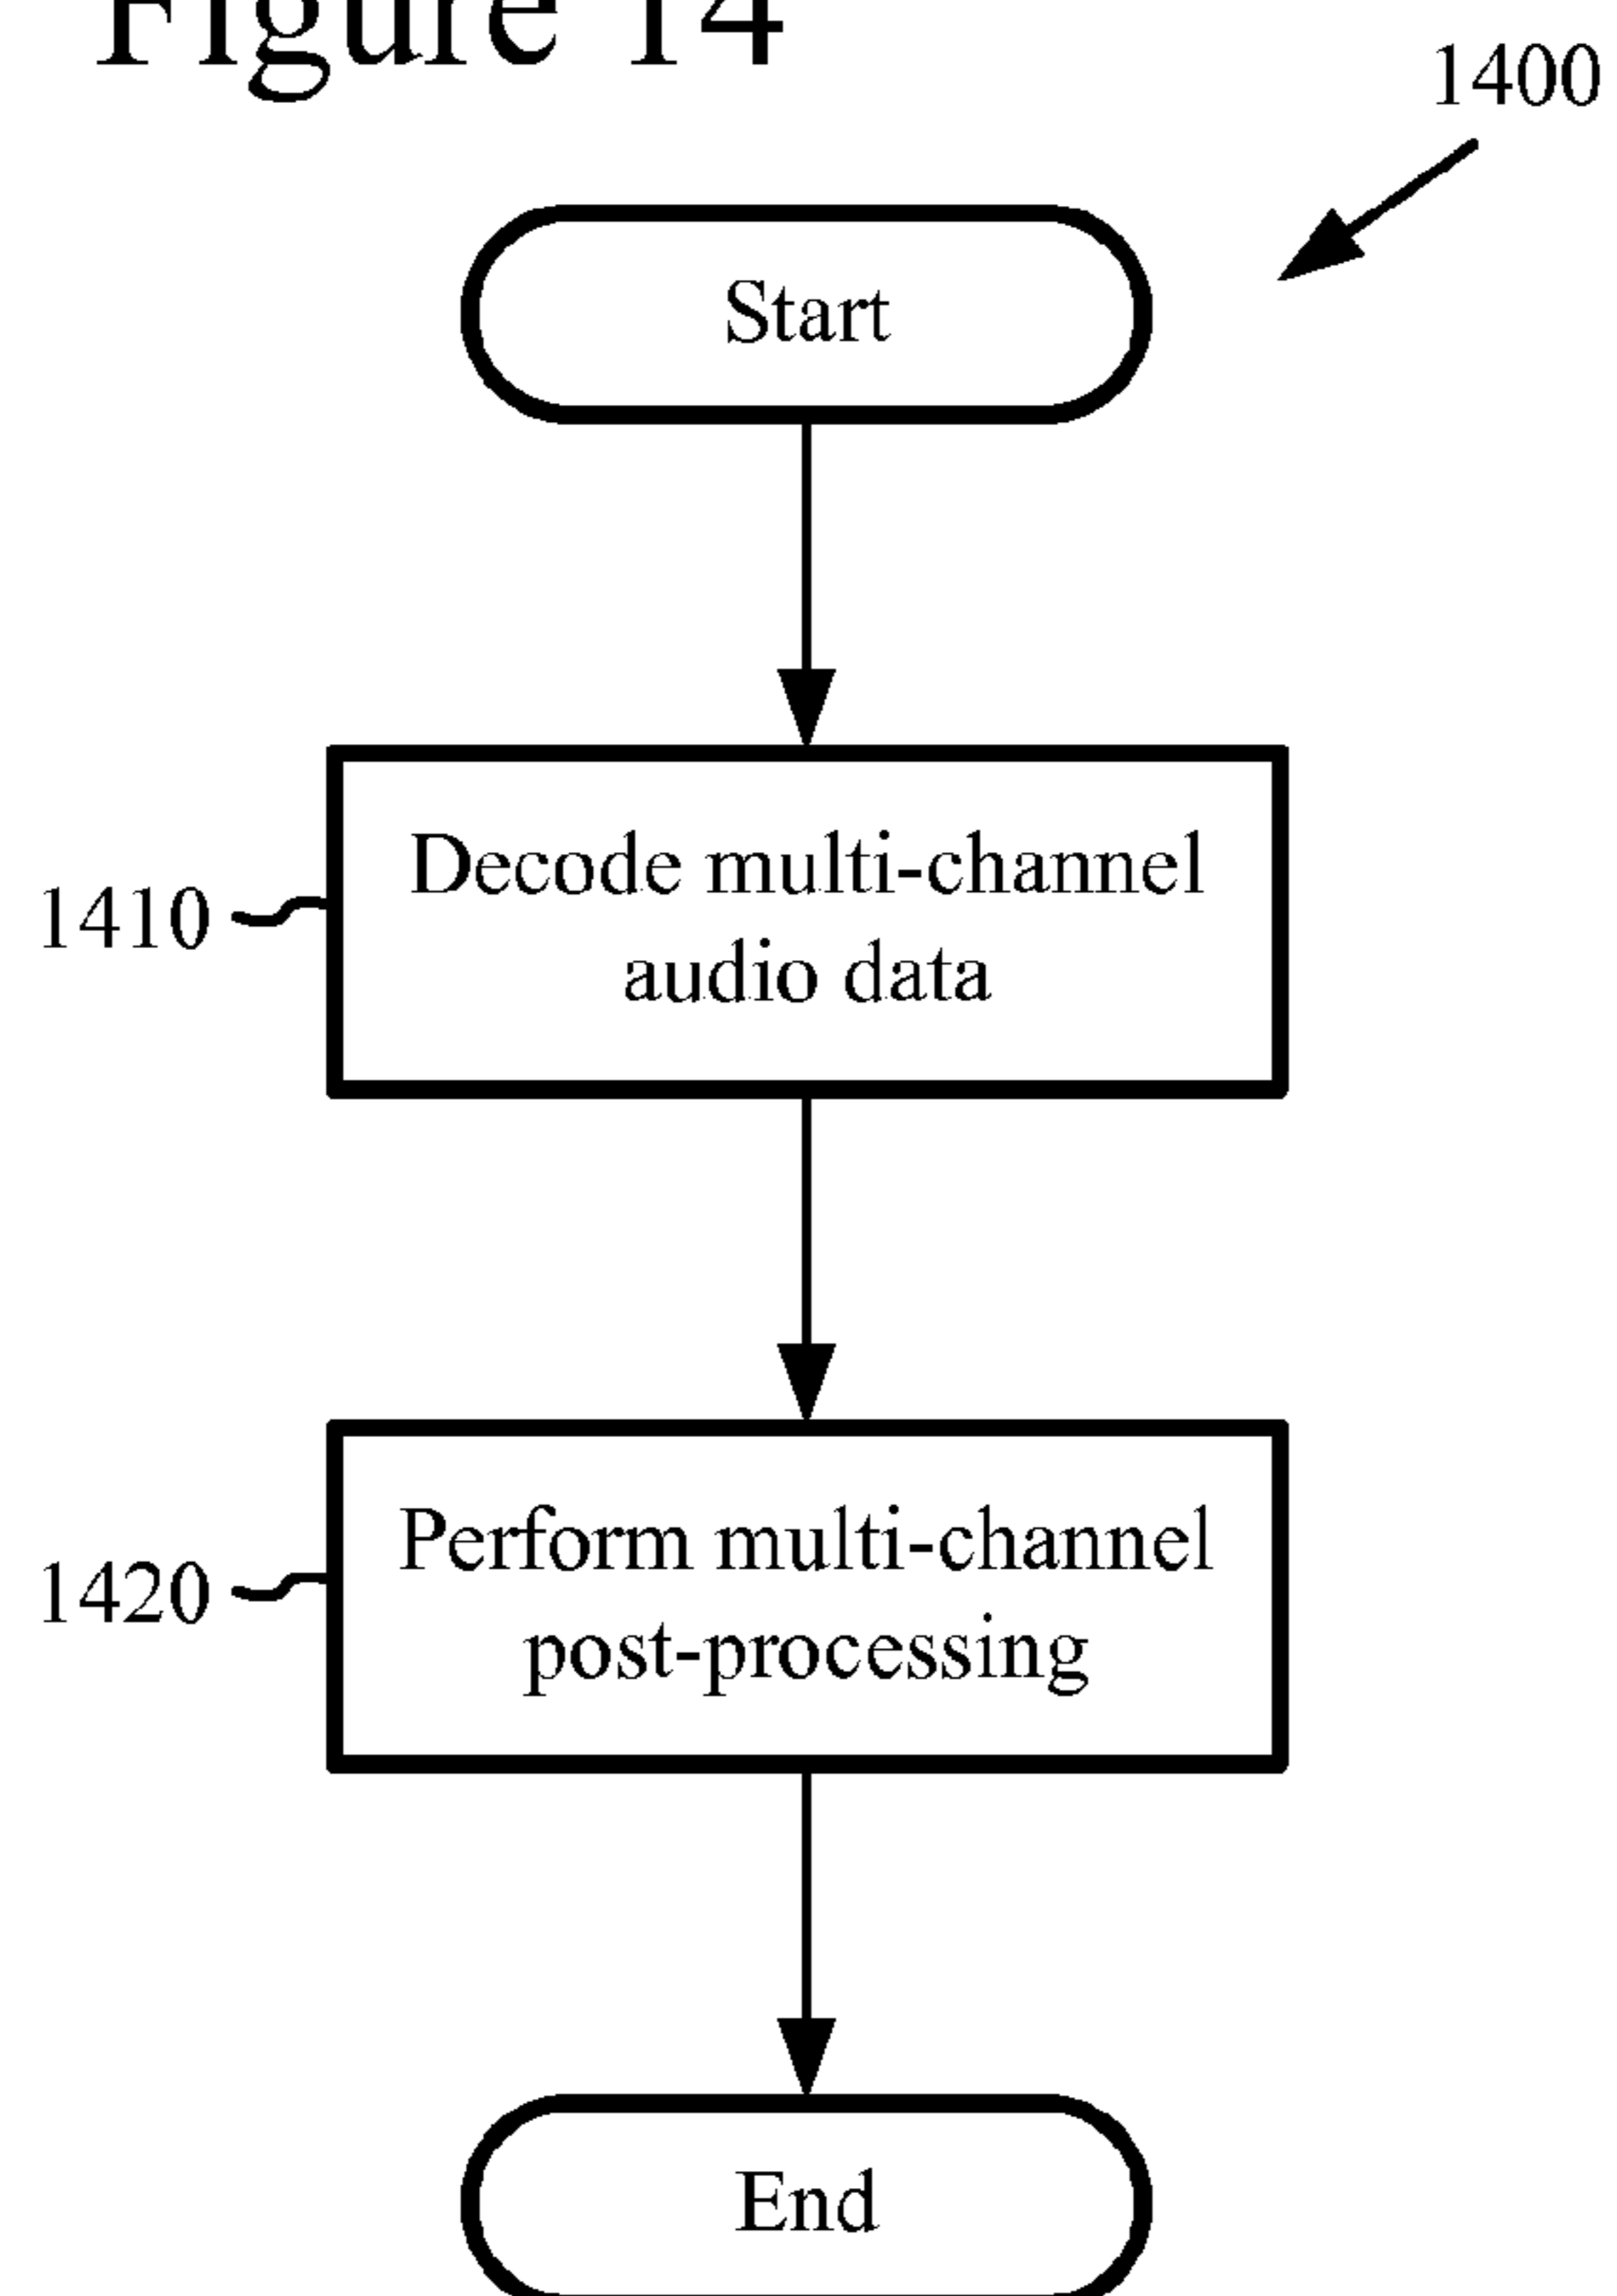 Figure 14
1400
Start
1410
Decode multi-channel
audio data
1420
Perform multi-channel
post-processing
End